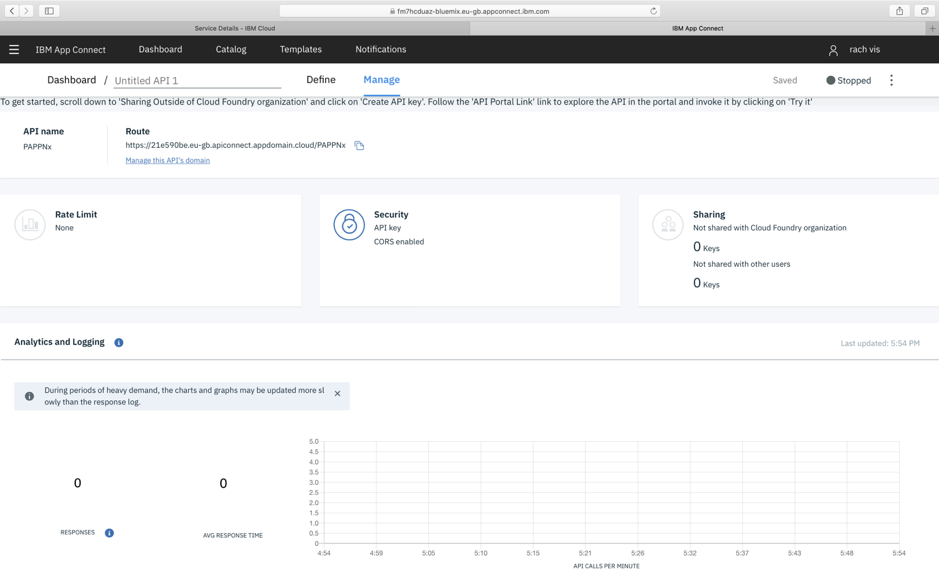 fm7hcduaz-bluemix.eu-gb.appconnect.ibm.com
Service Details - IBM Cloud
IBM App Connect
IBM App Connect
Dashboard
Catalog
Templates
Notifications
rach vis
Dashboard / Untitled API 1
Define
Manage
Saved
Stopped
To get started, scroll down to 'Sharing Outside of Cloud Foundry organization' and click on 'Create API key'. Follow the 'API Portal Link' link to explore the API in the portal and invoke it by clicking on 'Try it'
API name
PAPPNx
Route
https://21e590be.eu-gb.apiconnect.appdomain.cloud/PAPPNx
Manage this API's domain
Rate Limit
None
Security
API key
CORS enabled
Sharing
Not shared with Cloud Foundry organization
0 Keys
Not shared with other users
0 Keys
Analytics and Logging
Last updated: 5:54 PM
During periods of heavy demand, the charts and graphs may be updated more sl
owly than the response log.
0
RESPONSES
0
AVG RESPONSE TIME
5.0
4.5
4.0
3.5
3.0
2.5
2.0
1.5
1.0
0.5
0
4:54 4:59 5:05 5:10 5:15 5:21 5:26 5:32 5:37 5:43 5:48 5:54
API CALLS PER MINUTE